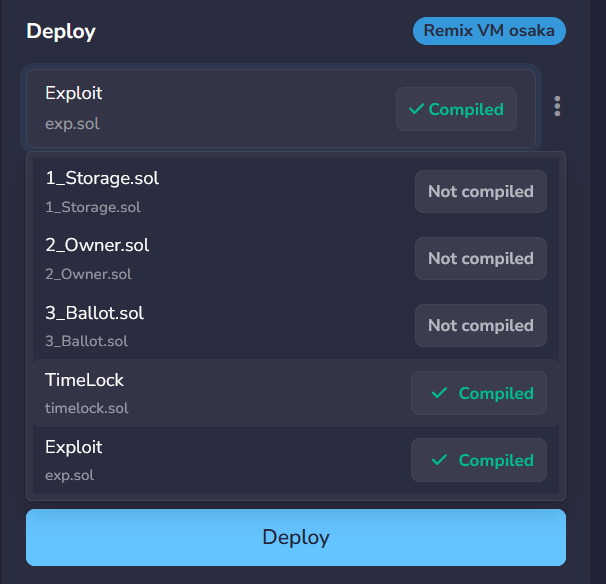 Deploy
Remix VM osaka
Exploit
exp.sol
Compiled
1_Storage.sol
1_Storage.sol
Not compiled
2_Owner.sol
2_Owner.sol
Not compiled
3_Ballot.sol
3_Ballot.sol
Not compiled
TimeLock
timelock.sol
Compiled
Exploit
exp.sol
Compiled
Deploy